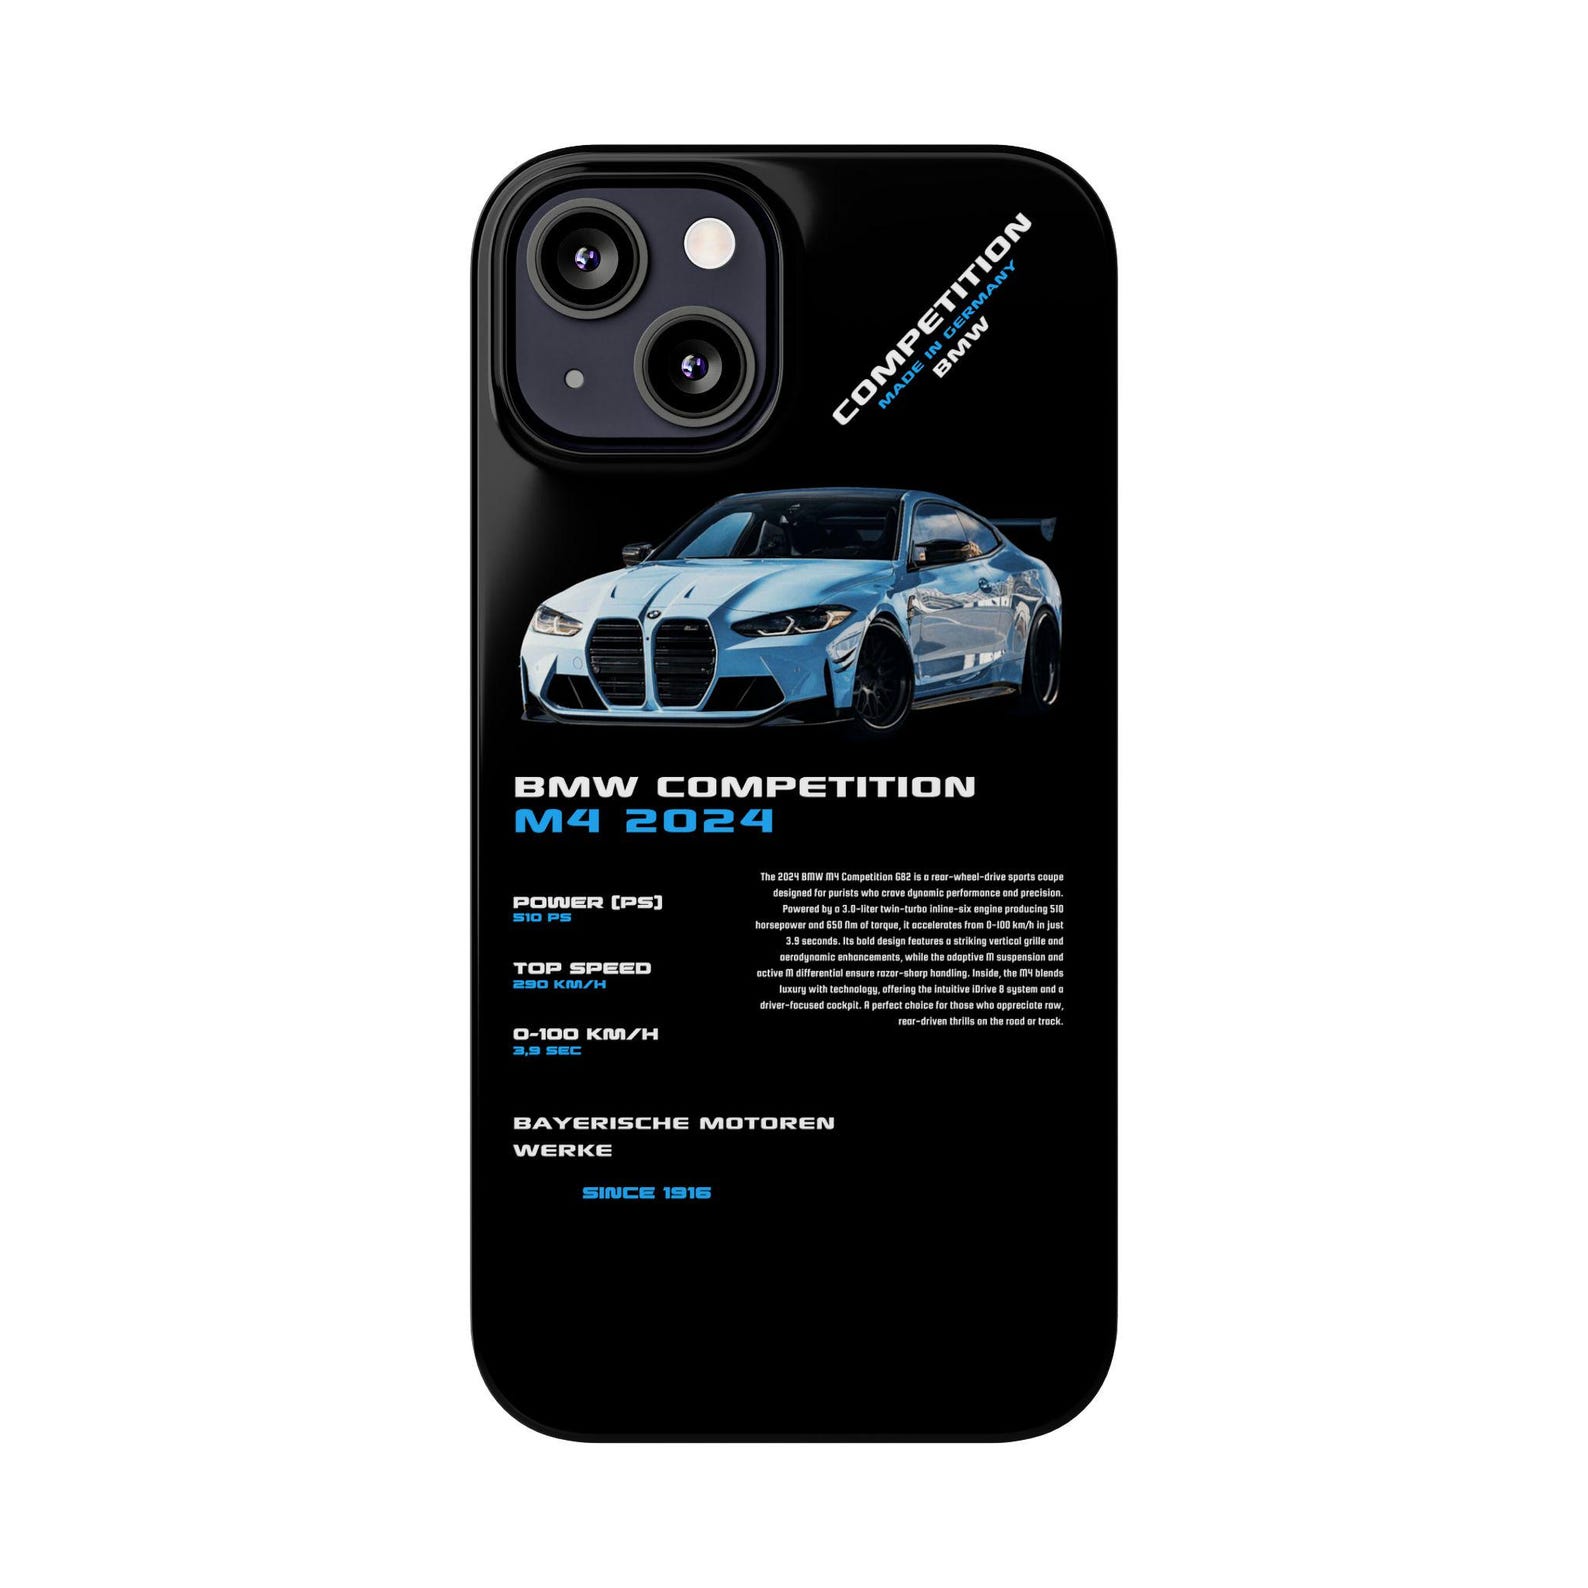 COMPETITION
MADE IN GERMANY
BMW
BMW COMPETITION
M4 2024
The 2024 BMW M4 Competition G82 is a rear-wheel-drive sports coupe
designed for purists who crave dynamic performance and precision.
Powered by a 3.0-liter twin-turbo inline-six engine producing 510
horsepower and 650 Nm of torque, it accelerates from 0-100 km/h in just
3.9 seconds. Its bold design features a striking vertical grille and
aerodynamic enhancements, while the adaptive M suspension and
active M differential ensure razor-sharp handling. Inside, the M4 blends
luxury with technology, offering the intuitive iDrive 8 system and a
driver-focused cockpit. A perfect choice for those who appreciate raw,
rear-driven thrills on the road or track.
POWER (PS)
510 PS
TOP SPEED
290 KM/H
0-100 KM/H
3,9 SEC
BAYERISCHE MOTOREN
WERKE
SINCE 1916